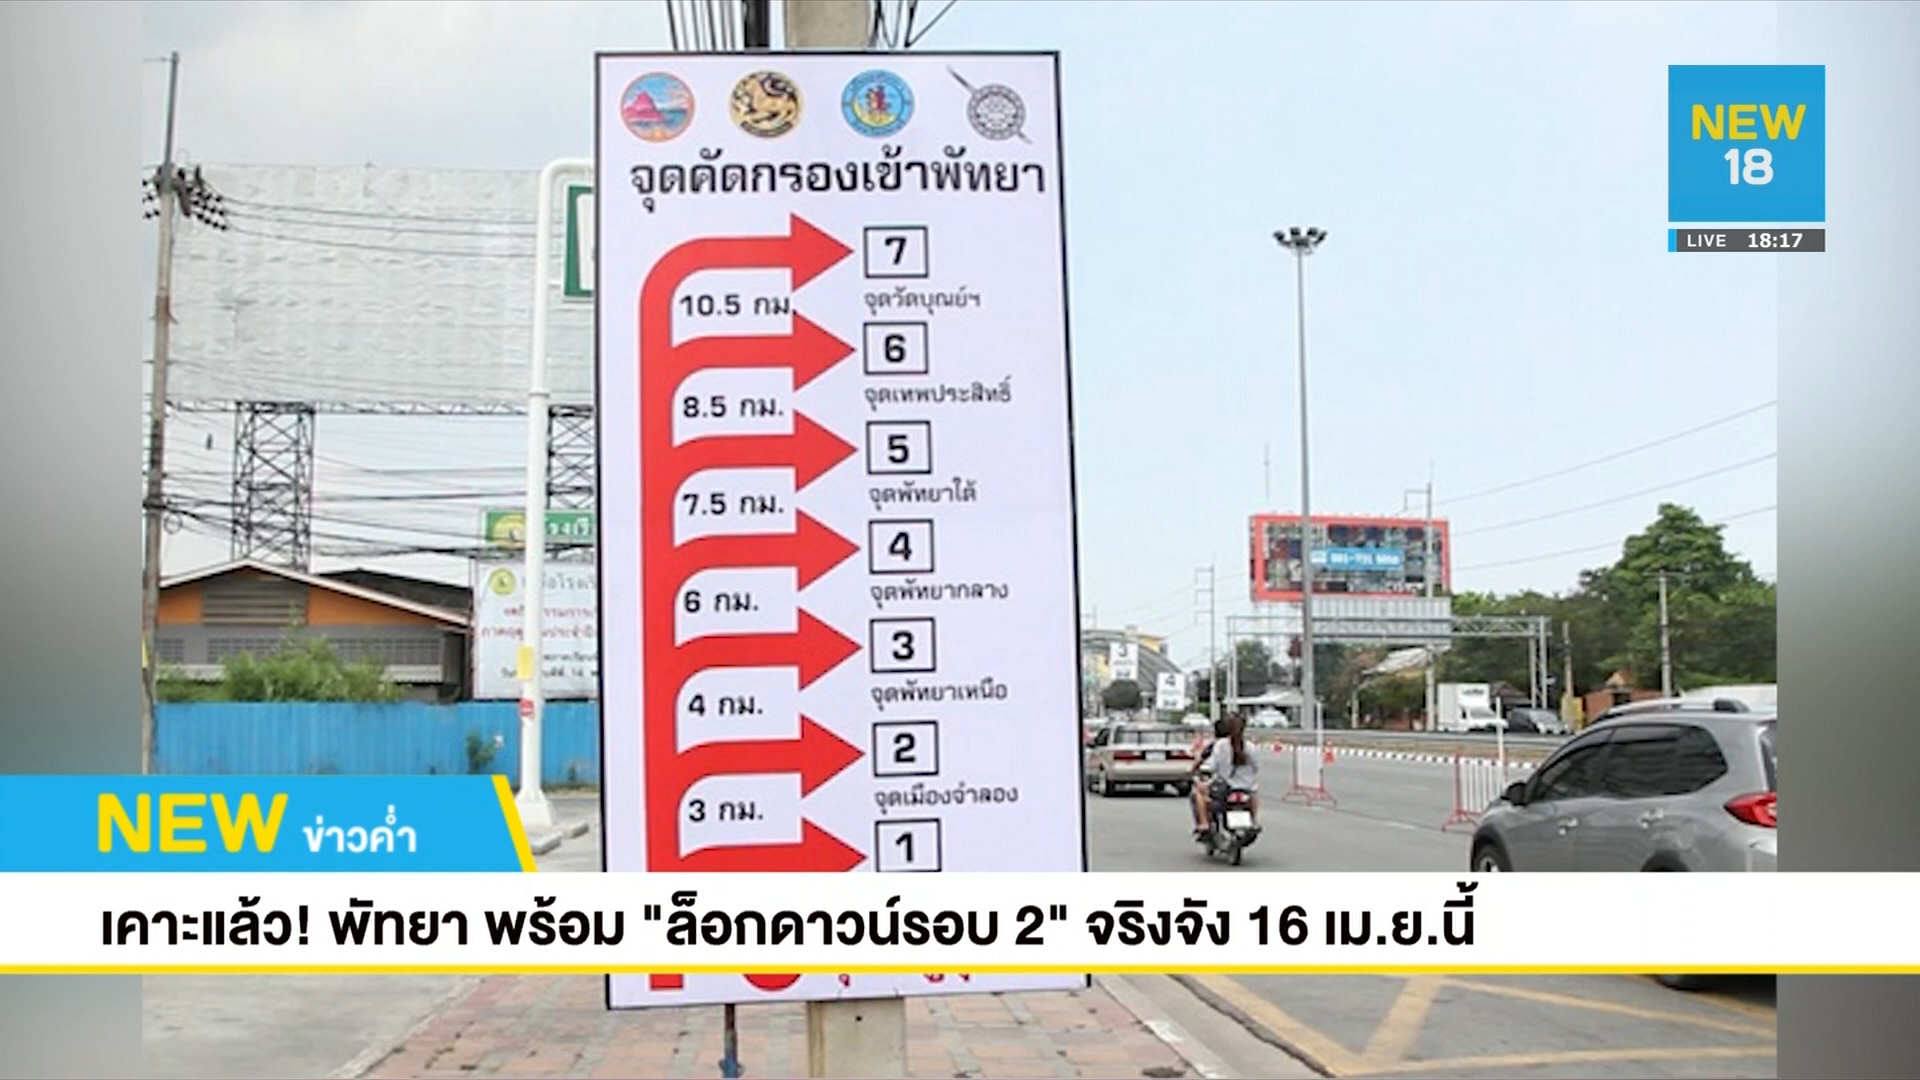 NEW
18
LIVE 18:17
จุดคัดกรองเข้าพัทยา
7
10.5 กม.
จุดวัดบุณย์ฯ
6
8.5 กม.
จุดเทพประสิทธิ์
5
7.5 กม.
จุดพัทยาใต้
4
6 กม.
จุดพัทยากลาง
3
4 กม.
จุดพัทยาเหนือ
2
3 กม.
จุดเมืองจำลอง
1
NEW ข่าวค่ำ
เคาะแล้ว! พัทยา พร้อม "ล็อกดาวน์รอบ 2" จริงจัง 16 เม.ย.นี้